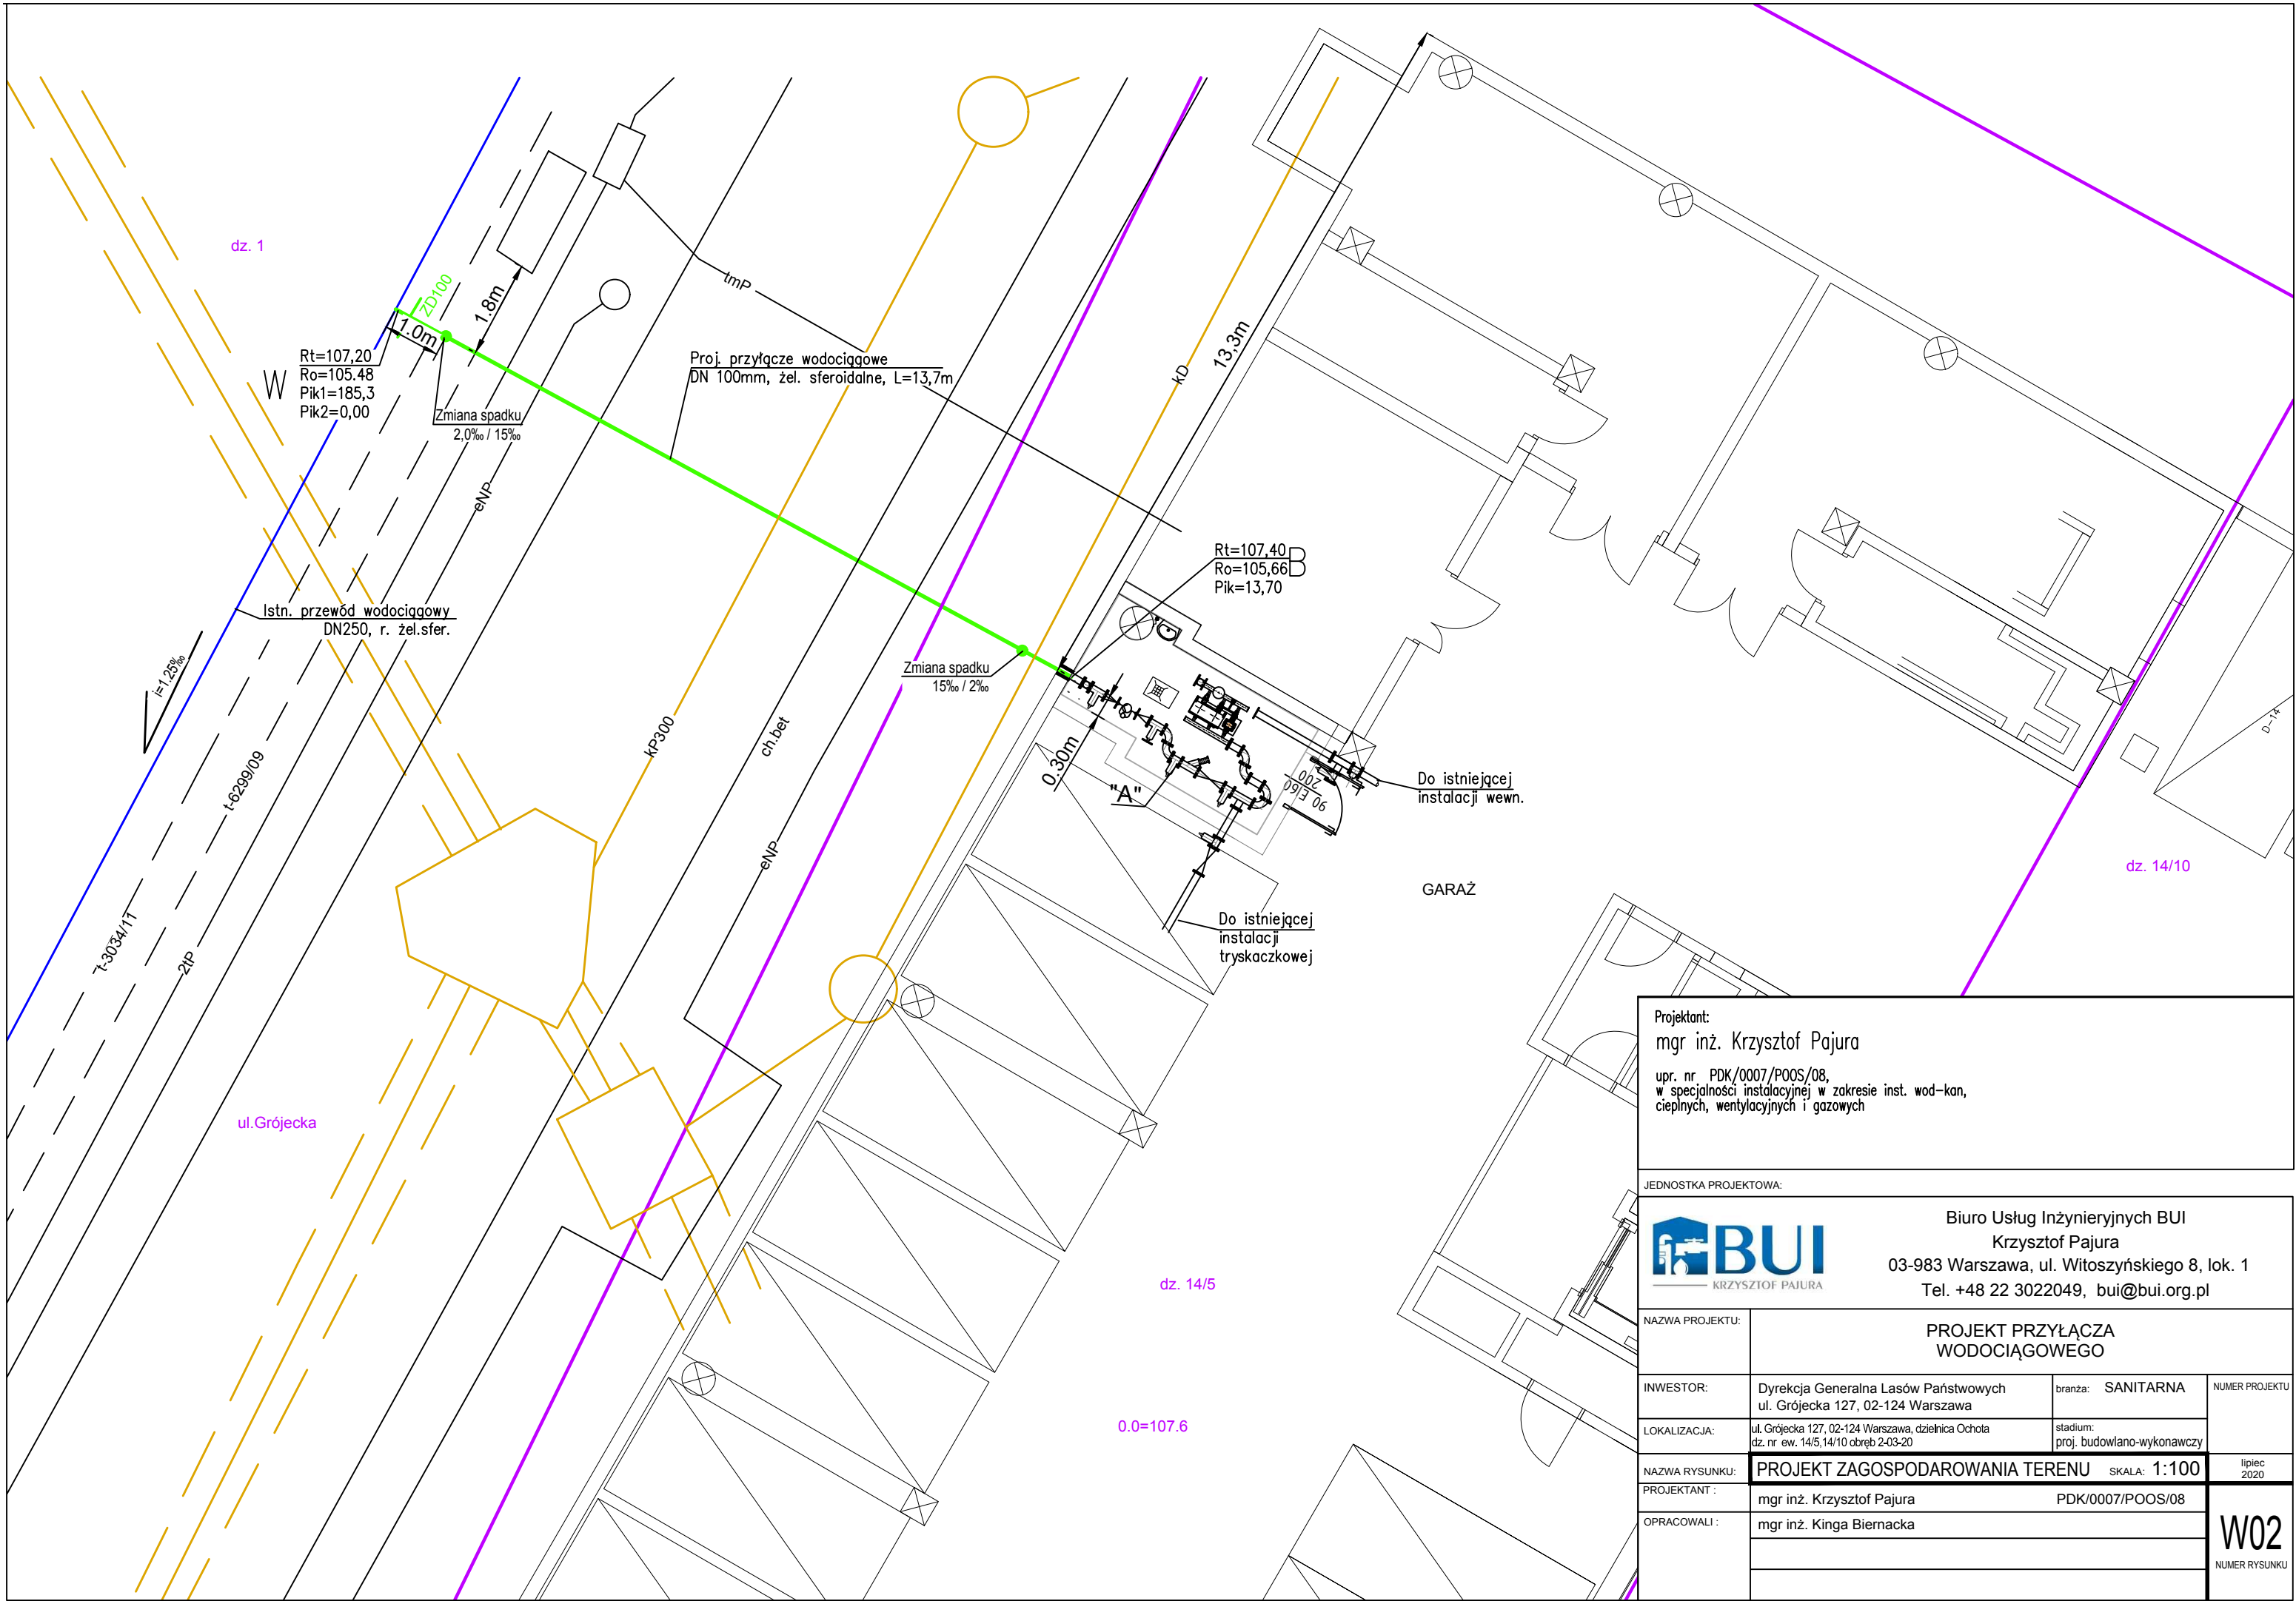 dz. 1
ZD100
1.0m
1.8m
tmP
W
Rt=107,20
Ro=105.48
Pik1=185,3
Pik2=0,00
Zmiana spadku
2,0‰ / 15‰
Proj. przyłącze wodociągowe
DN 100mm, żel. sferoidalne, L=13,7m
kD
13,3m
eNP
Rt=107,40
Ro=105,66
Pik=13,70
Istn. przewód wodociągowy
DN250, r. żel.sfer.
i=1.25‰
Zmiana spadku
15‰ / 2‰
t-6299/09
kP300
ch.bet
eNP
0.30m
"A"
90 EI60
200
Do istniejącej
instalacji wewn.
D-14
dz. 14/10
GARAŻ
t-3034/11
2tP
Do istniejącej
instalacji
tryskaczkowej
ul.Grójecka
dz. 14/5
0.0=107.6
Projektant:
mgr inż. Krzysztof Pajura
upr. nr PDK/0007/POOS/08,
w specjalności instalacyjnej w zakresie inst. wod-kan,
cieplnych, wentylacyjnych i gazowych
JEDNOSTKA PROJEKTOWA:
BUI
KRZYSZTOF PAJURA
Biuro Usług Inżynieryjnych BUI
Krzysztof Pajura
03-983 Warszawa, ul. Witoszyńskiego 8, lok. 1
Tel. +48 22 3022049, bui@bui.org.pl
NAZWA PROJEKTU:
PROJEKT PRZYŁĄCZA
WODOCIĄGOWEGO
INWESTOR:
Dyrekcja Generalna Lasów Państwowych
ul. Grójecka 127, 02-124 Warszawa
branża: SANITARNA
NUMER PROJEKTU
LOKALIZACJA:
ul. Grójecka 127, 02-124 Warszawa, dzielnica Ochota
dz. nr ew. 14/5,14/10 obręb 2-03-20
stadium:
proj. budowlano-wykonawczy
NAZWA RYSUNKU:
PROJEKT ZAGOSPODAROWANIA TERENU SKALA: 1:100
lipiec
2020
PROJEKTANT :
mgr inż. Krzysztof Pajura PDK/0007/POOS/08
OPRACOWALI :
mgr inż. Kinga Biernacka
W02
NUMER RYSUNKU